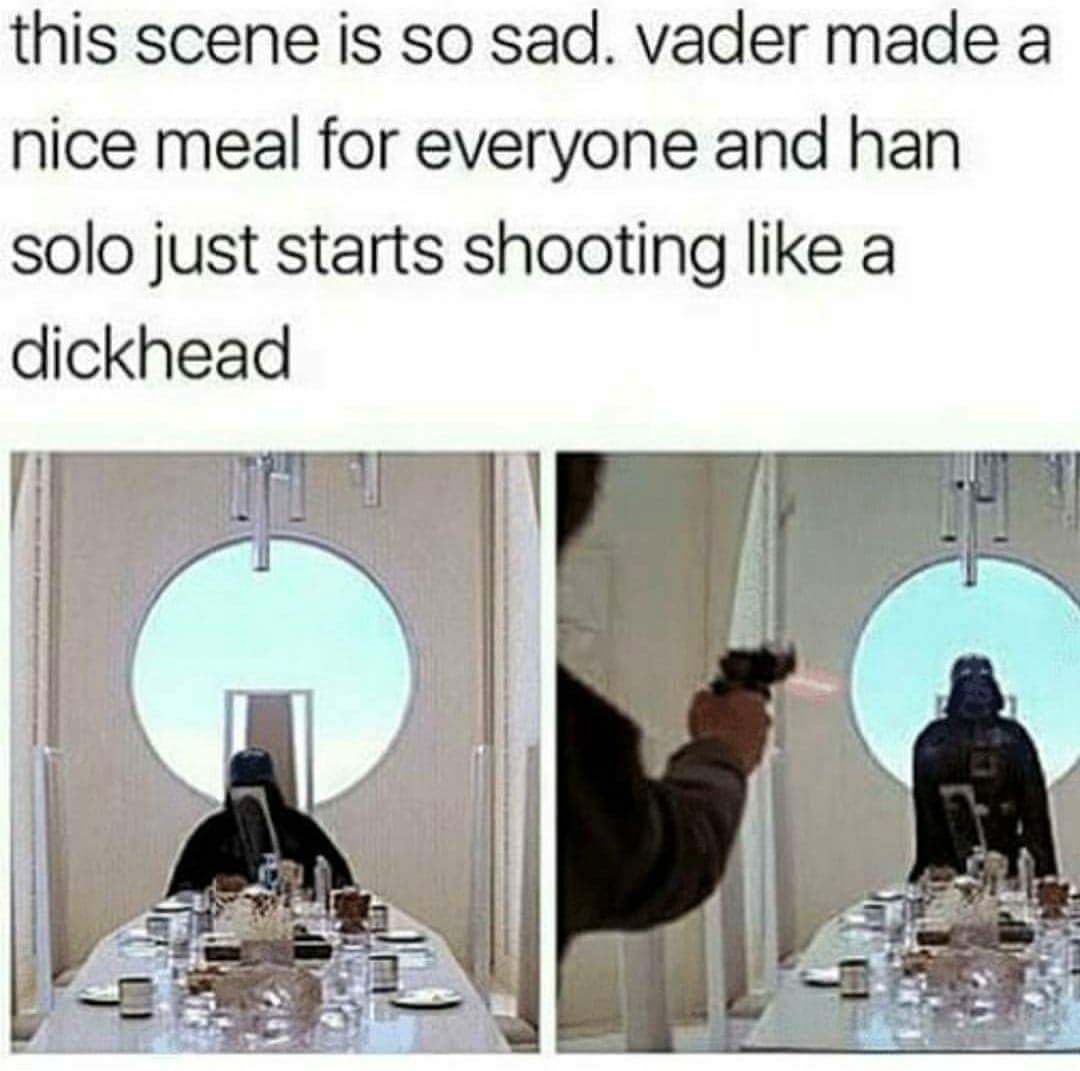 this scene is so sad. vader made a
nice meal for everyone and han
solo just starts shooting like a
dickhead